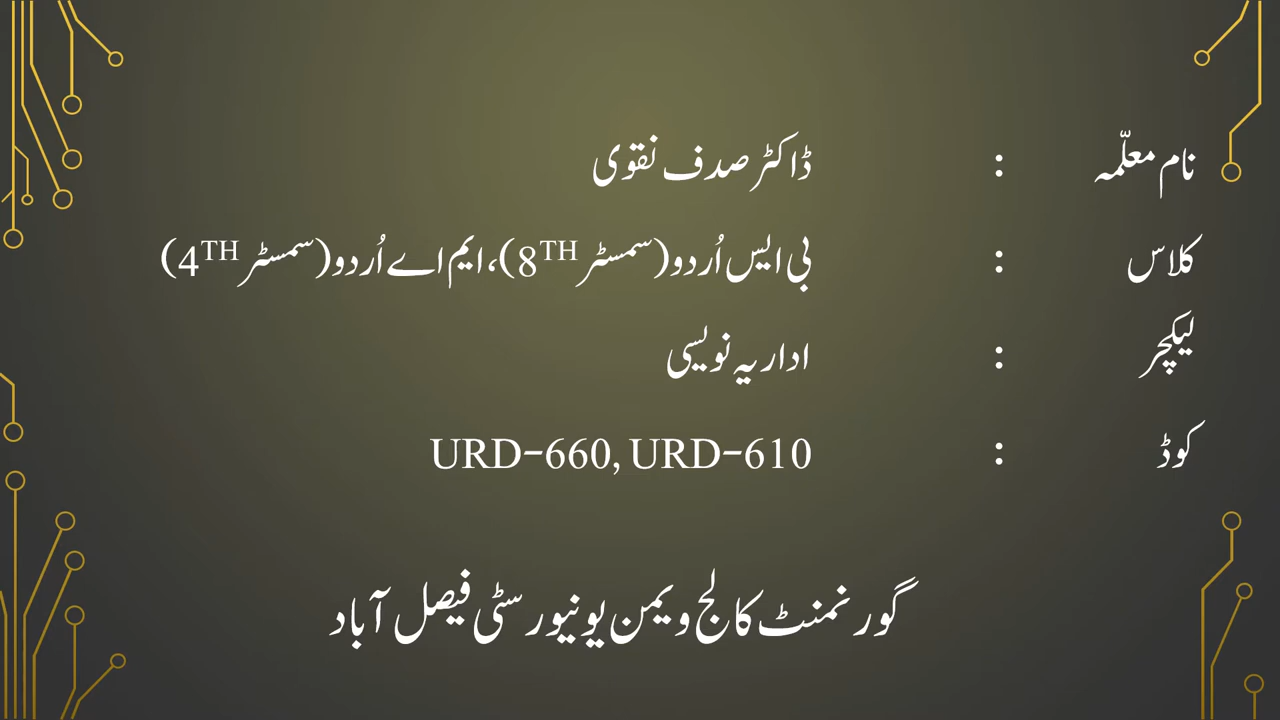 نام معلّمہ : ڈاکٹر صدف نقوی
کلاس : بی ایس اُردو(سمسٹر 8TH)، ایم اے اُردو(سمسٹر 4TH)
لیکچر : اداریہ نویسی
کوڈ : URD-660, URD-610
گورنمنٹ کالج ویمن یونیورسٹی فیصل آباد